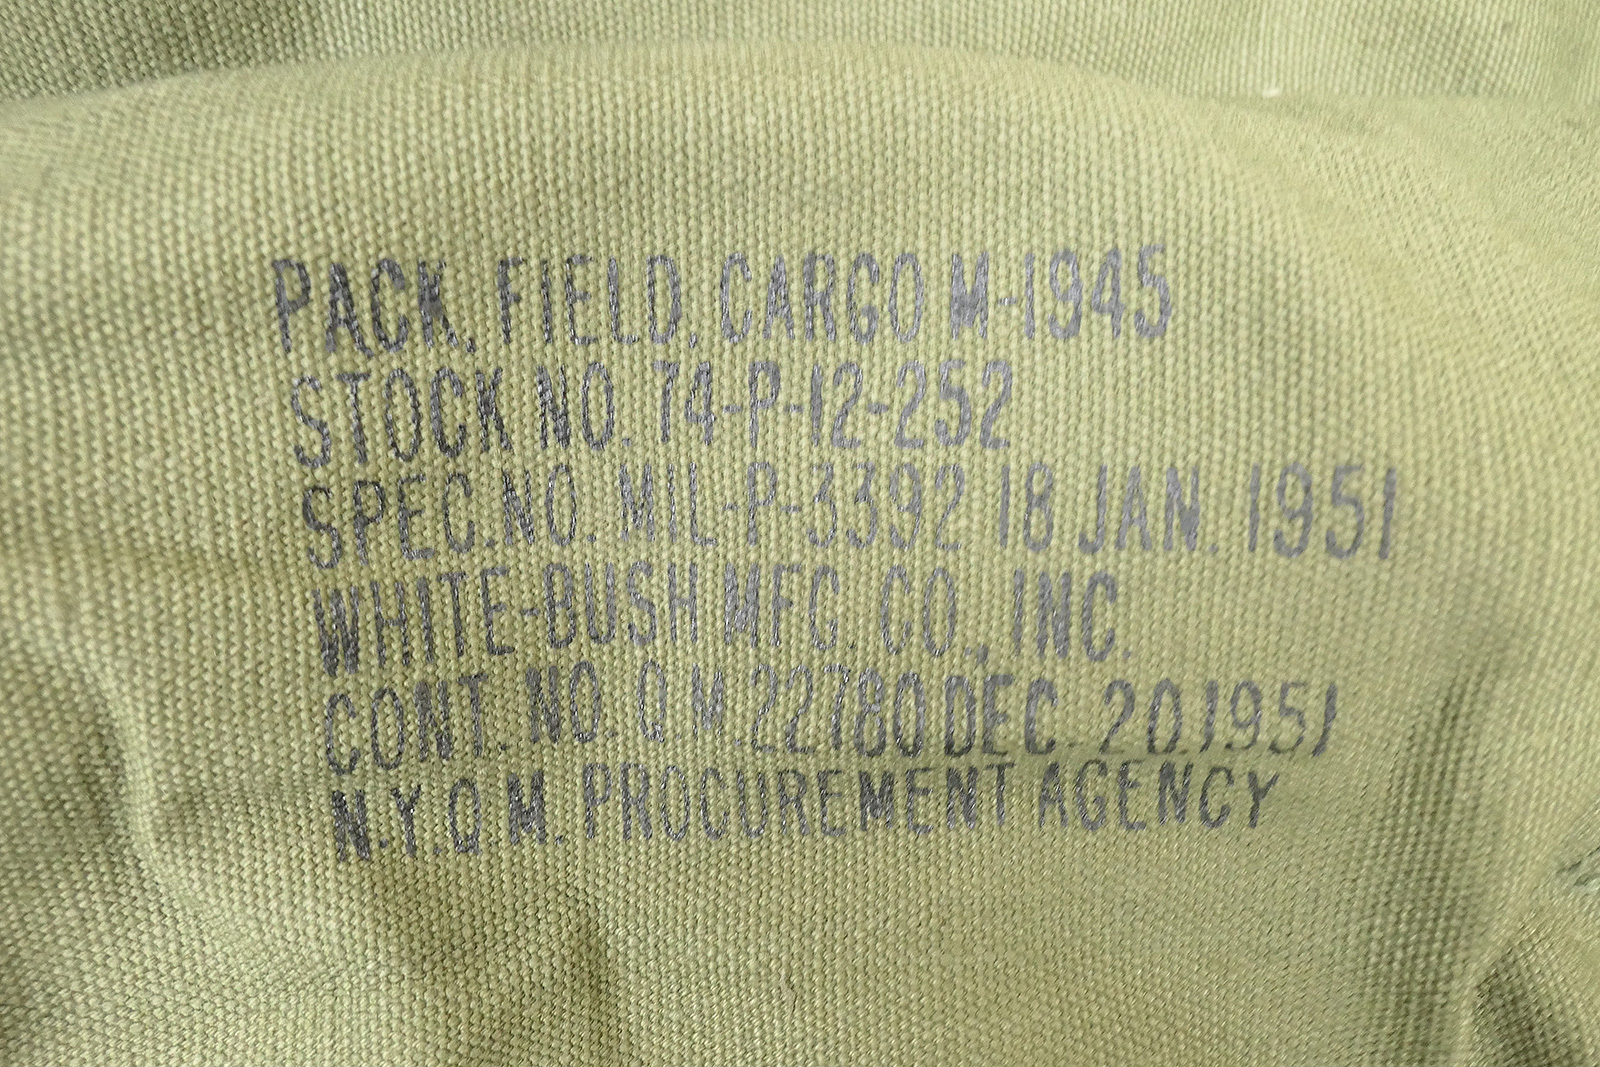 PACK, FIELD, CARGO M-1945
STOCK NO. 74-P-12-252
SPEC. NO. MIL-P-3392 18 JAN. 1951
WHITE-BUSH MFG. CO., INC.
CONT. NO. Q.M. 22780 DEC. 20.1951
N.Y.Q.M. PROCUREMENT AGENCY